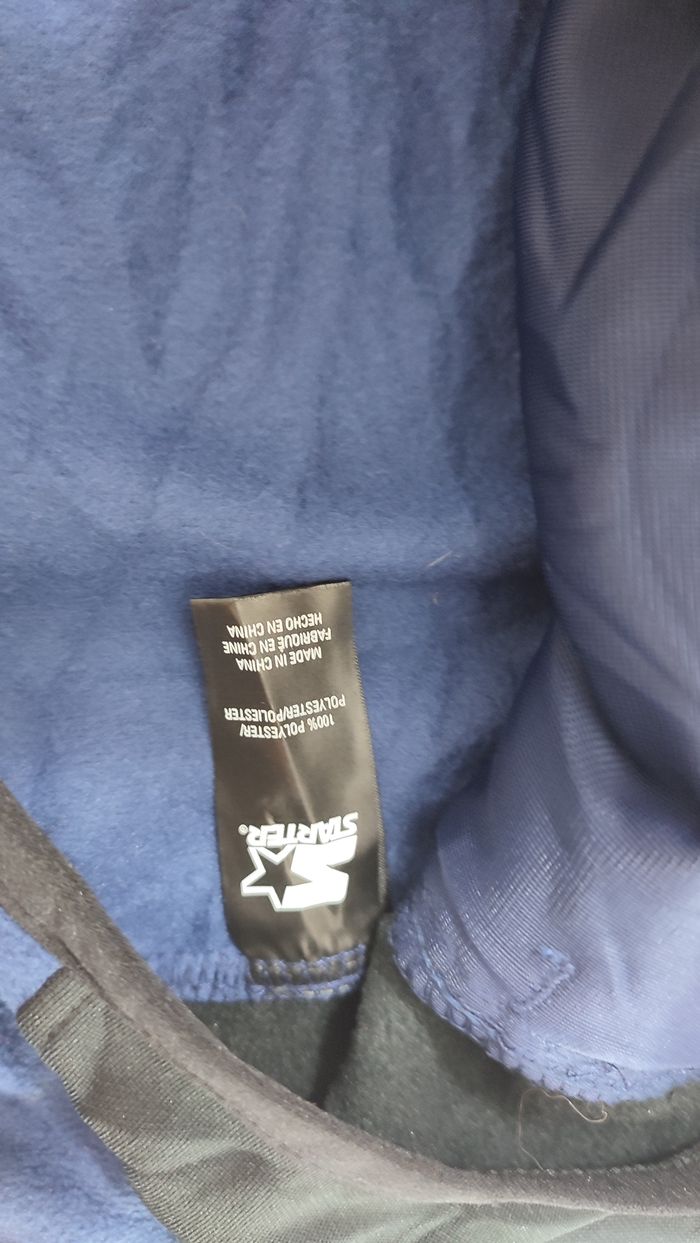 STARTER®
100% POLYESTER/
POLYESTER/POLIESTER
MADE IN CHINA
FABRIQUÉ EN CHINE
HECHO EN CHINA